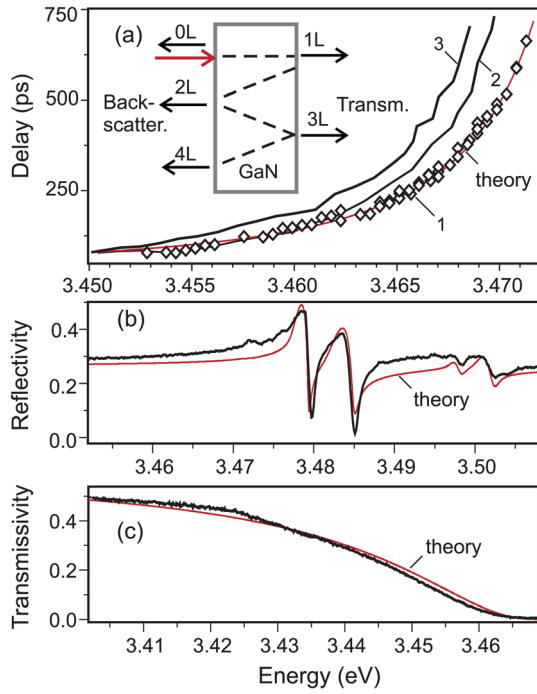 750
500
250
Delay (ps)
(a)
0L
1L
2L
3L
4L
Back-
scatter.
Transm.
GaN
3
2
theory
1
3.450 3.455 3.460 3.465 3.470
(b)
0.4
0.2
0.0
Reflectivity
theory
3.46 3.47 3.48 3.49 3.50
(c)
0.4
0.2
0.0
Transmissivity
theory
3.41 3.42 3.43 3.44 3.45 3.46
Energy (eV)